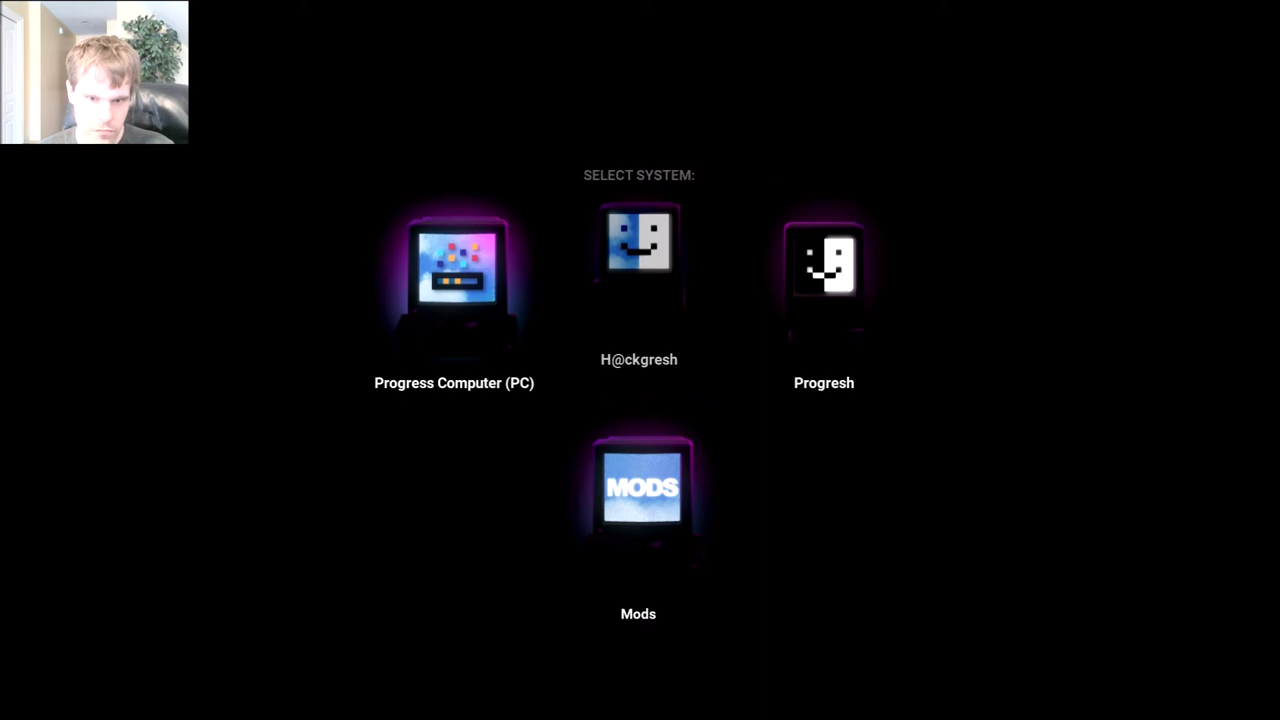 SELECT SYSTEM:
H@ckgresh
Progress Computer (PC)
Progresh
MODS
Mods